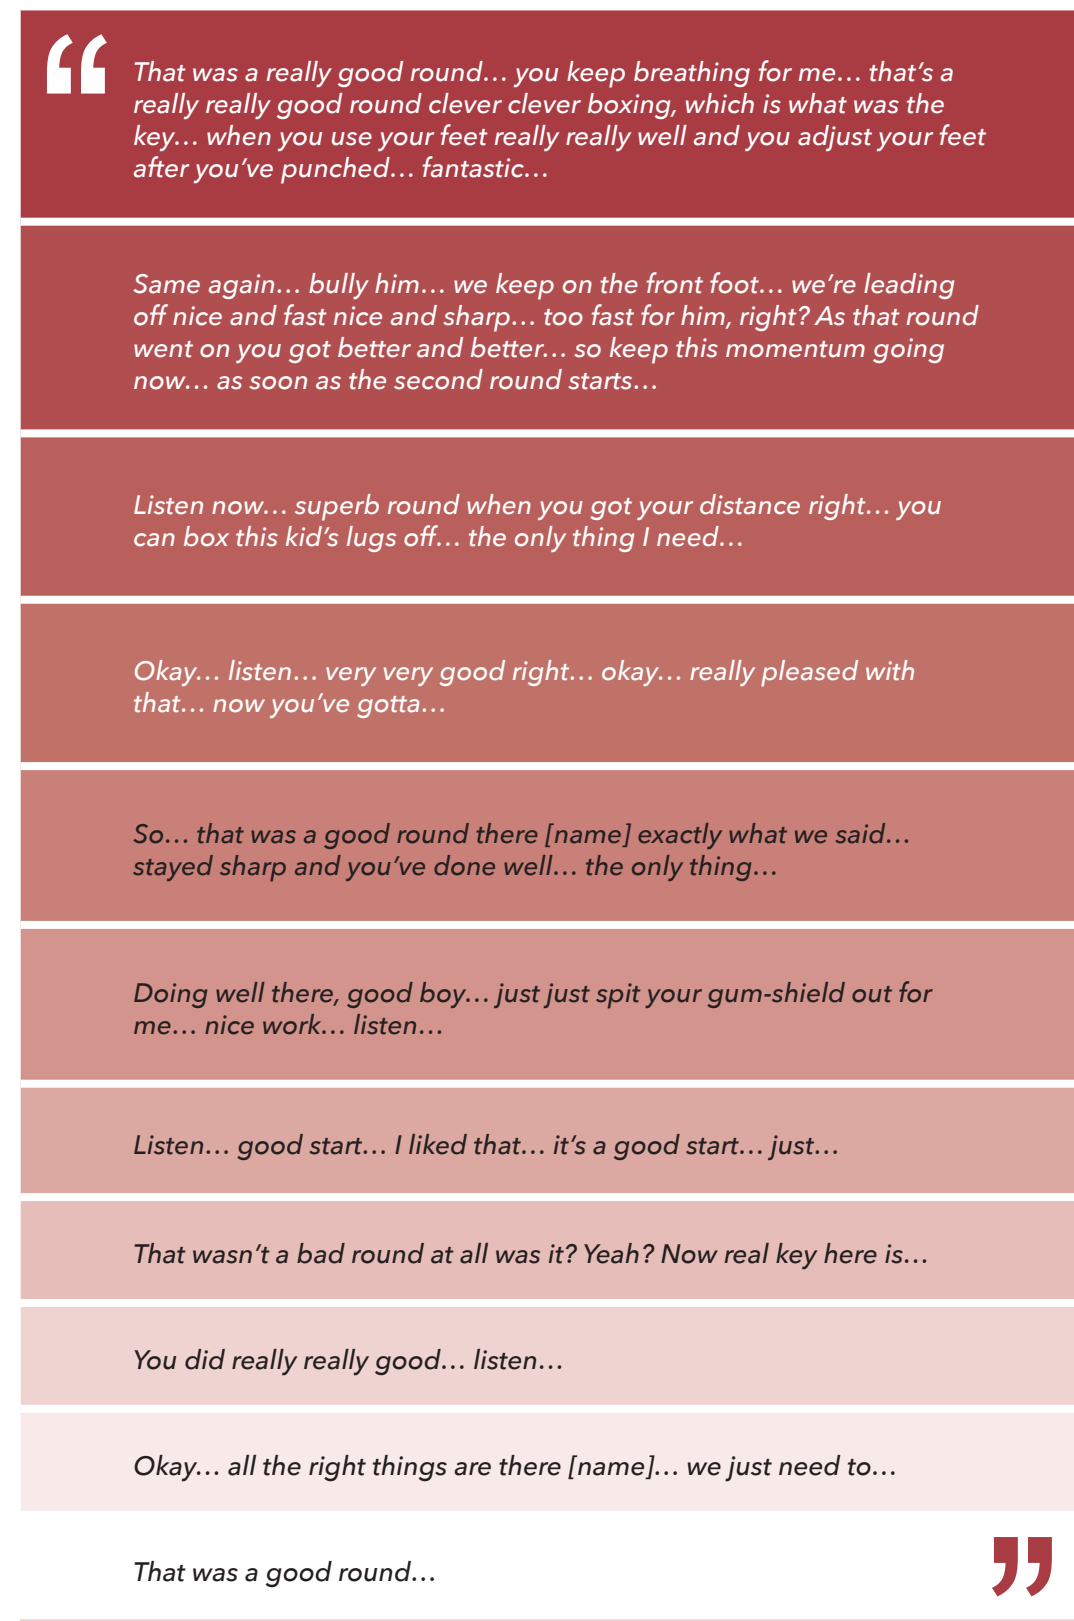 “
That was a really good round… you keep breathing for me… that’s a
really really good round clever clever boxing, which is what was the
key… when you use your feet really really well and you adjust your feet
after you’ve punched… fantastic…
Same again… bully him… we keep on the front foot… we’re leading
off nice and fast nice and sharp… too fast for him, right? As that round
went on you got better and better… so keep this momentum going
now… as soon as the second round starts…
Listen now… superb round when you got your distance right… you
can box this kid’s lugs off… the only thing I need…
Okay… listen… very very good right… okay… really pleased with
that… now you’ve gotta…
So… that was a good round there [name] exactly what we said…
stayed sharp and you’ve done well… the only thing…
Doing well there, good boy… just just spit your gum-shield out for
me… nice work… listen…
Listen… good start… I liked that… it’s a good start… just…
That wasn’t a bad round at all was it? Yeah? Now real key here is…
You did really really good… listen…
Okay… all the right things are there [name]… we just need to…
That was a good round…
”